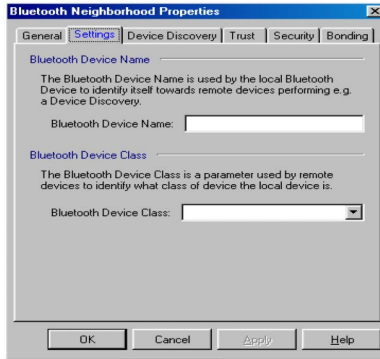 Bluetooth Neighborhood Properties
General Settings Device Discovery Trust Security Bonding
Bluetooth Device Name
The Bluetooth Device Name is used by the local Bluetooth
Device to identify itself towards remote devices performing e.g.
a Device Discovery.
Bluetooth Device Name:
Bluetooth Device Class
The Bluetooth Device Class is a parameter used by remote
devices to identify what class of device the local device is.
Bluetooth Device Class:
OK Cancel Apply Help